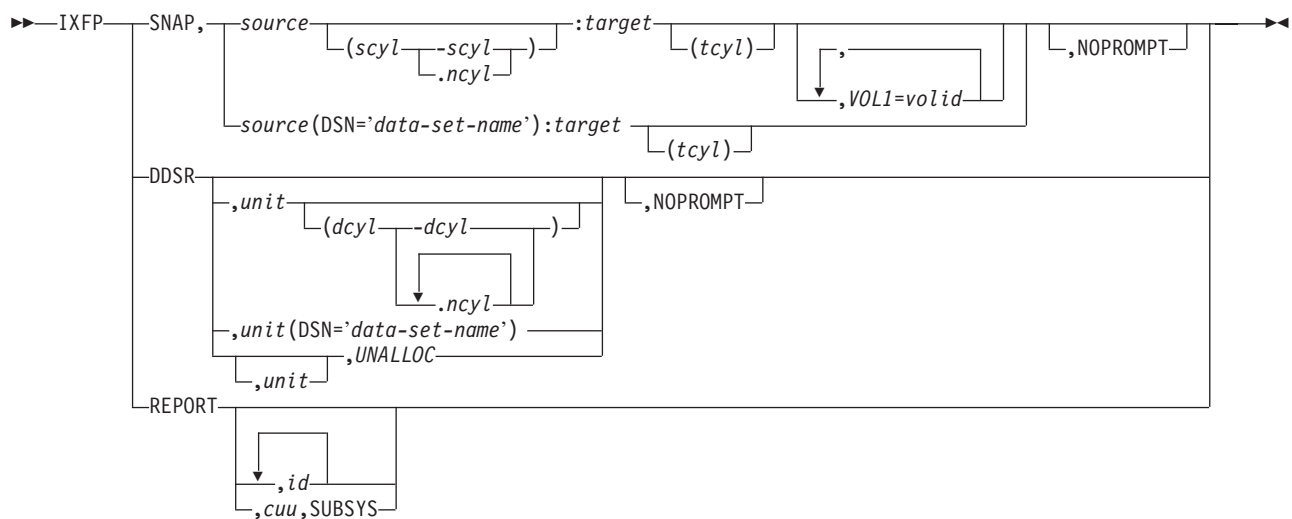 IXFP SNAP, source :target
(scyl -scyl ) (tcyl) , ,NOPROMPT
.ncyl ,VOL1=volid
source(DSN='data-set-name'):target
(tcyl)
DDSR
,unit ,NOPROMPT
(dcyl -dcyl )
.ncyl
,unit(DSN='data-set-name')
,UNALLOC
,unit
REPORT
,id
,cuu,SUBSYS